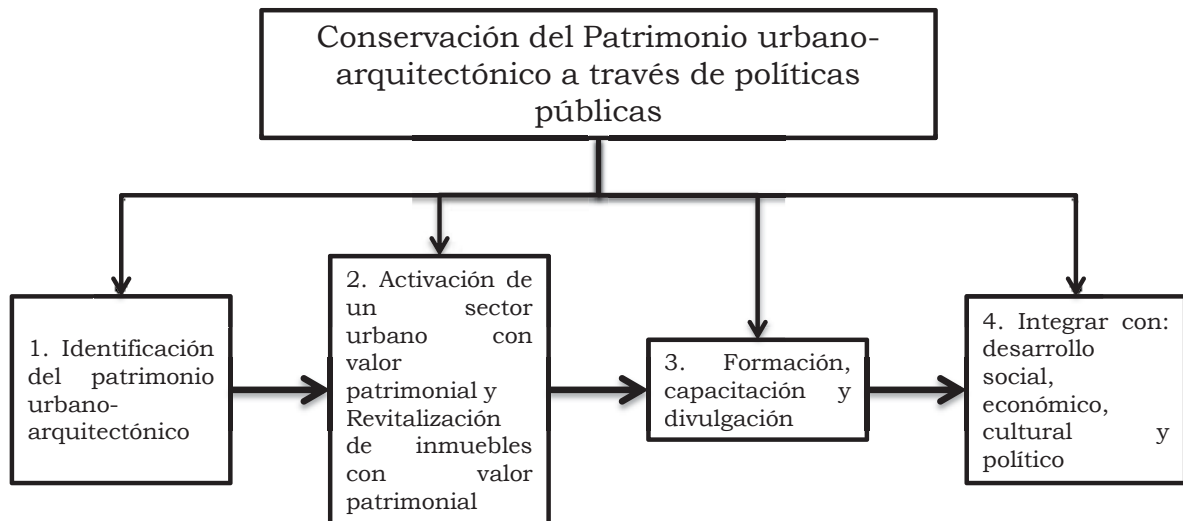 Conservación del Patrimonio urbano-
arquitectónico a través de políticas
públicas
1. Identificación
del patrimonio
urbano-
arquitectónico
2. Activación de
un sector
urbano con
valor
patrimonial y
Revitalización
de inmuebles
con valor
patrimonial
3. Formación,
capacitación y
divulgación
4. Integrar con:
desarrollo
social,
económico,
cultural y
político